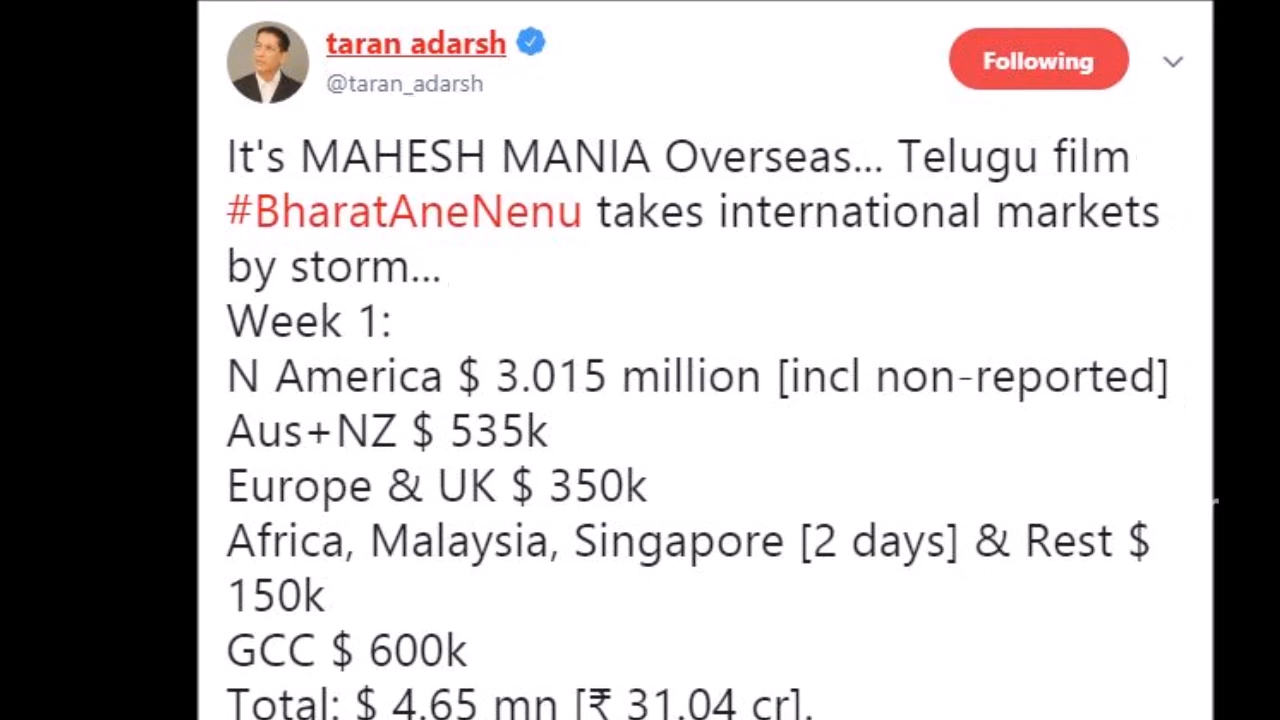 taran adarsh
Following
@taran_adarsh
It's MAHESH MANIA Overseas... Telugu film
#BharatAneNenu takes international markets
by storm...
Week 1:
N America $ 3.015 million [incl non-reported]
Aus+NZ $ 535k
Europe & UK $ 350k
Africa, Malaysia, Singapore [2 days] & Rest $
150k
GCC $ 600k
Total: $ 4.65 mn [₹ 31.04 cr].